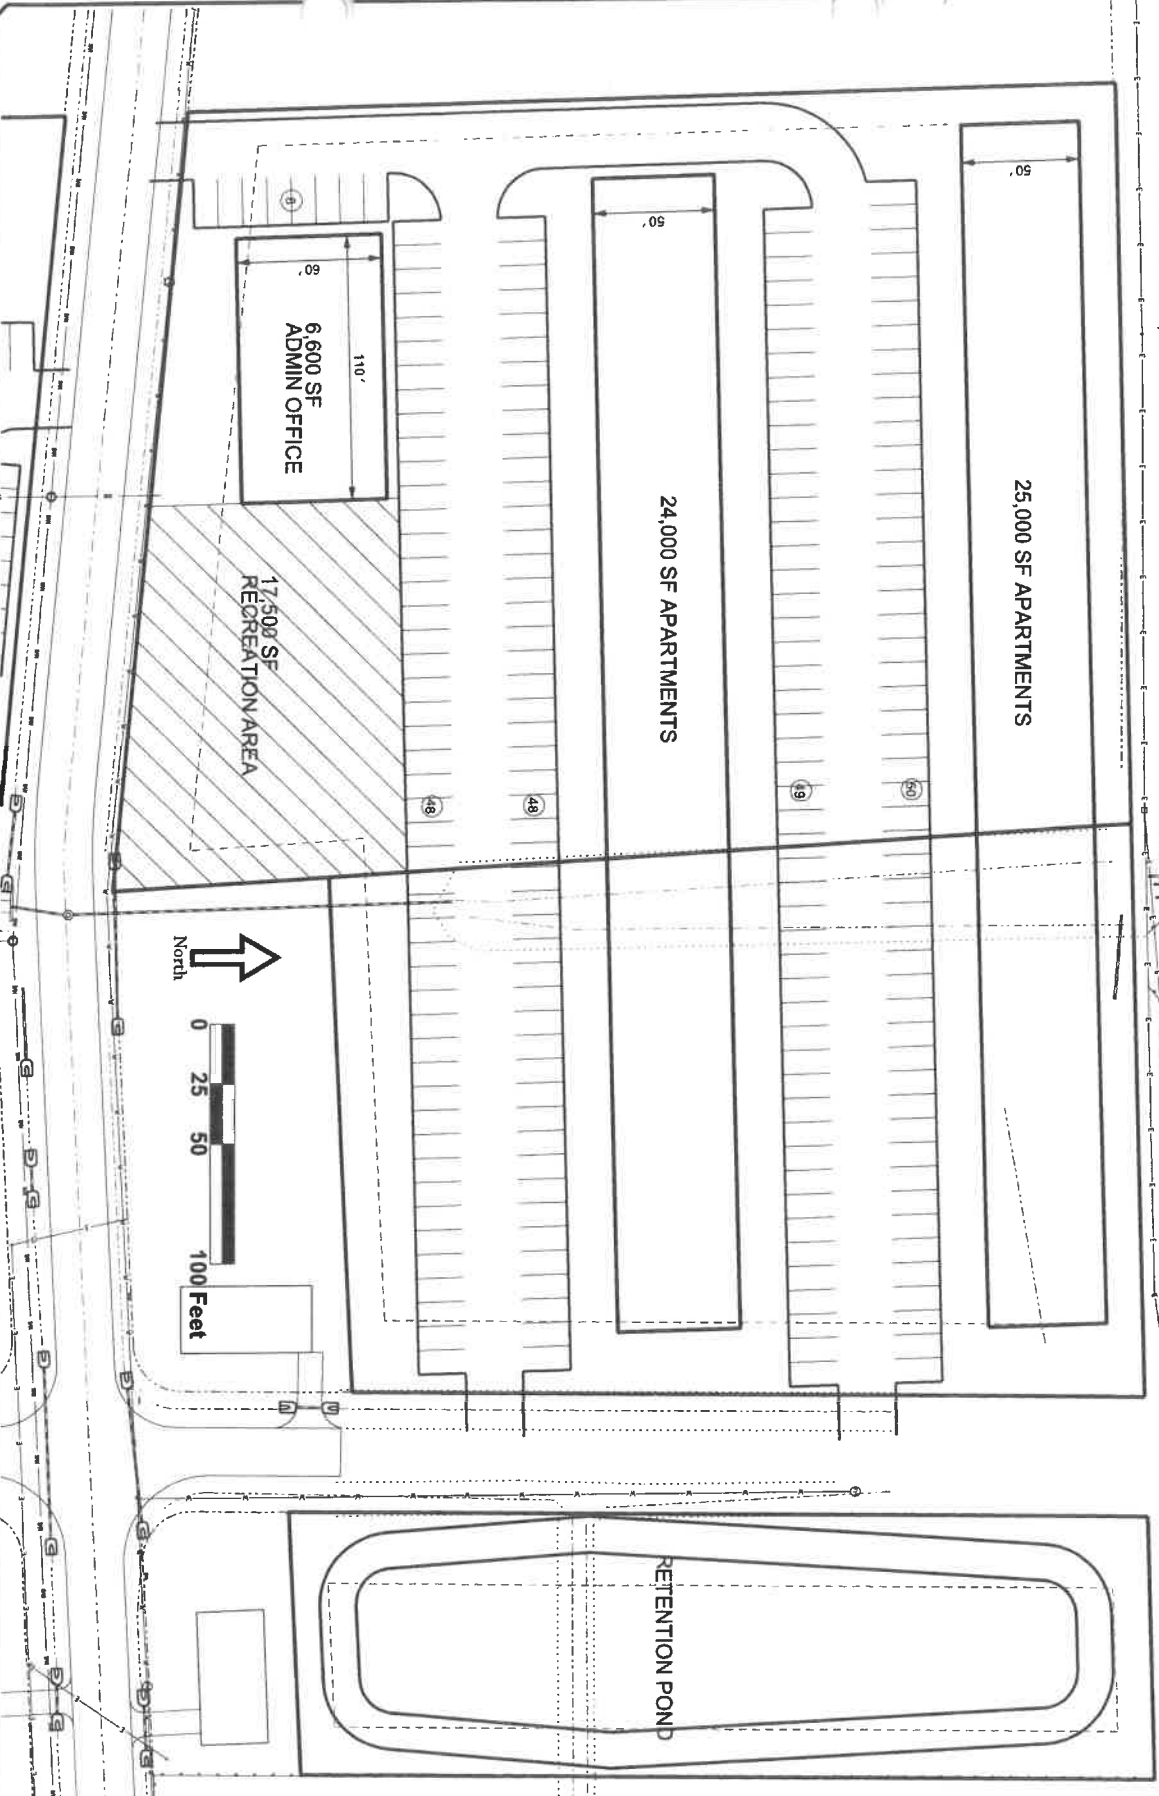 50'
25,000 SF APARTMENTS
50
49
50'
24,000 SF APARTMENTS
48
48
60'
110'
6,600 SF
ADMIN OFFICE
17,500 SF
RECREATION AREA
North
0 25 50 100 Feet
RETENTION POND